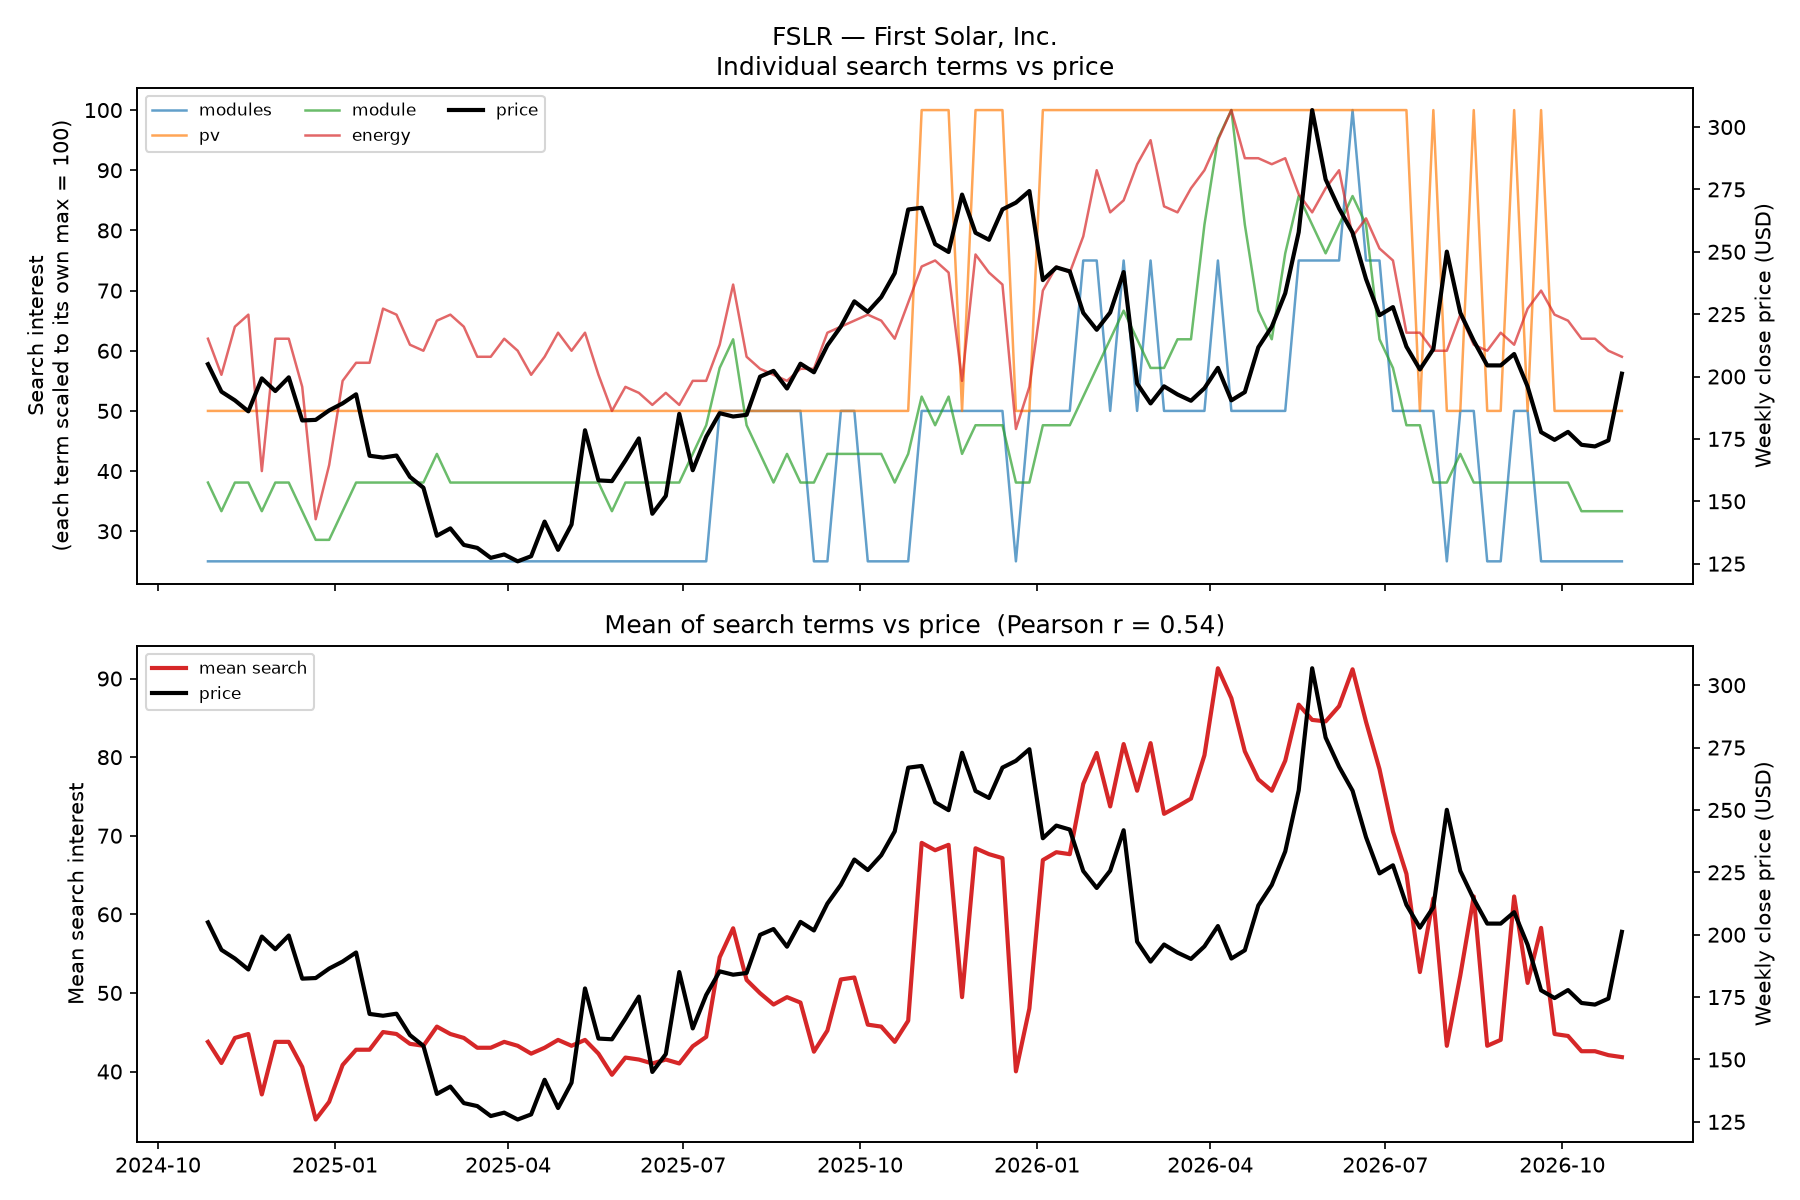 FSLR — First Solar, Inc.
Individual search terms vs price
modules
pv
module
energy
price
Search interest
(each term scaled to its own max = 100)
100
90
80
70
60
50
40
30
Weekly close price (USD)
300
275
250
225
200
175
150
125
Mean of search terms vs price (Pearson r = 0.54)
mean search
price
Mean search interest
90
80
70
60
50
40
Weekly close price (USD)
300
275
250
225
200
175
150
125
2024-10 2025-01 2025-04 2025-07 2025-10 2026-01 2026-04 2026-07 2026-10